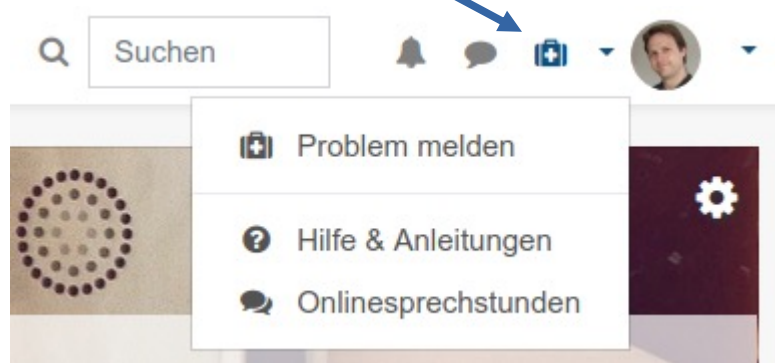 Suchen
Problem melden
Hilfe & Anleitungen
Onlinesprechstunden